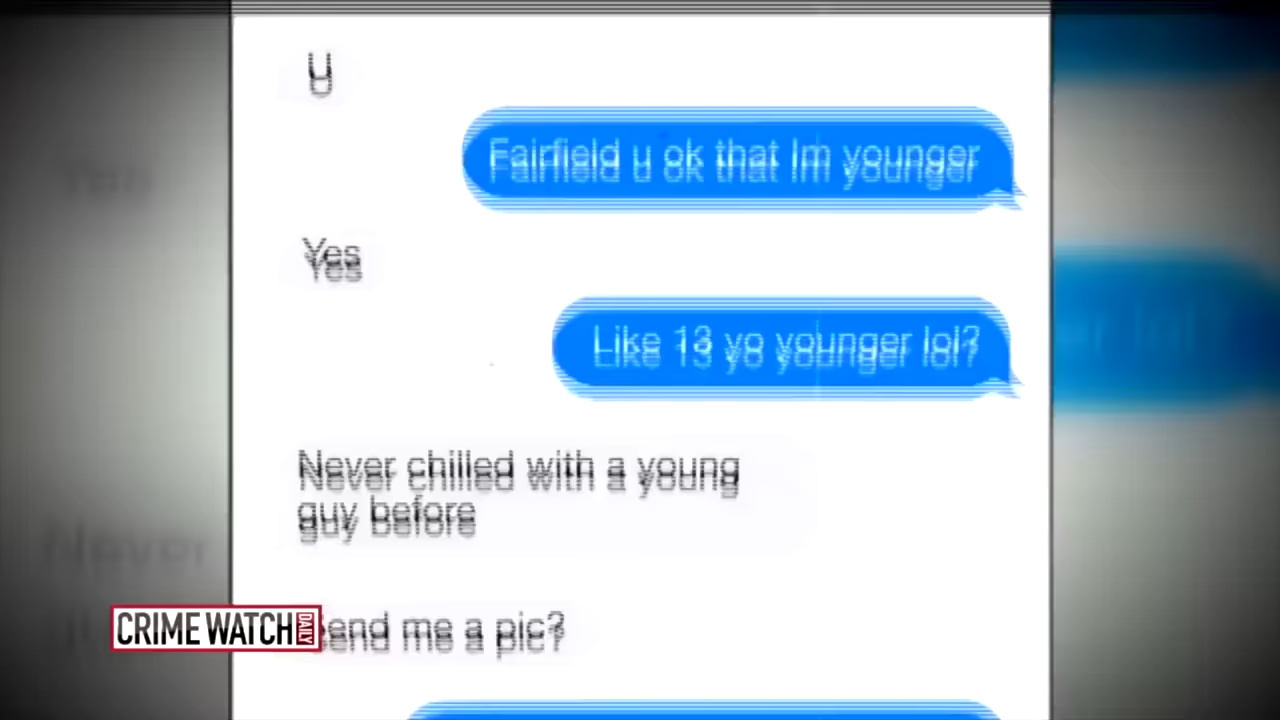 U
Fairfield u ok that Im younger
Yes
Like 13 yo younger lol?
Never chilled with a young
guy before
CRIME WATCH DAILY
Send me a pic?